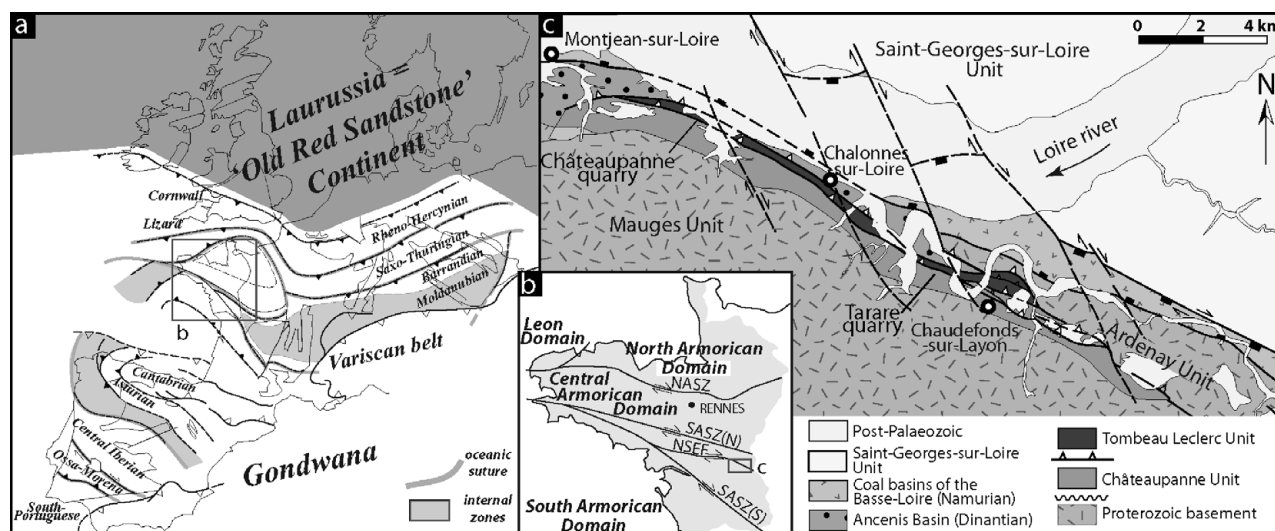 a
Laurussia =
'Old Red Sandstone'
Continent
Cornwall
Lizard
Rheno-Hercynian
Saxo-Thuringian
Barrandian
Moldanubian
b
Variscan belt
Cantabrian
Asturian
Central Iberian
Ossa-Morena
South-
Portuguese
Gondwana
oceanic
suture
internal
zones
b
Leon
Domain
North Armorican
Domain
Central
Armorican
Domain
NASZ
RENNES
SASZ(N)
NSEF
C
SASZ(S)
South Armorican
Domain
c
Montjean-sur-Loire
Saint-Georges-sur-Loire
Unit
0 2 4 km
N
Loire river
Châteaupanne
quarry
Chalonnes
-sur-Loire
Mauges Unit
Tarare
quarry
Chaudefonds
-sur-Layon
Ardenay Unit
Post-Palaeozoic
Saint-Georges-sur-Loire
Unit
Coal basins of the
Basse-Loire (Namurian)
Ancenis Basin (Dinantian)
Tombeau Leclerc Unit
Châteaupanne Unit
Proterozoic basement